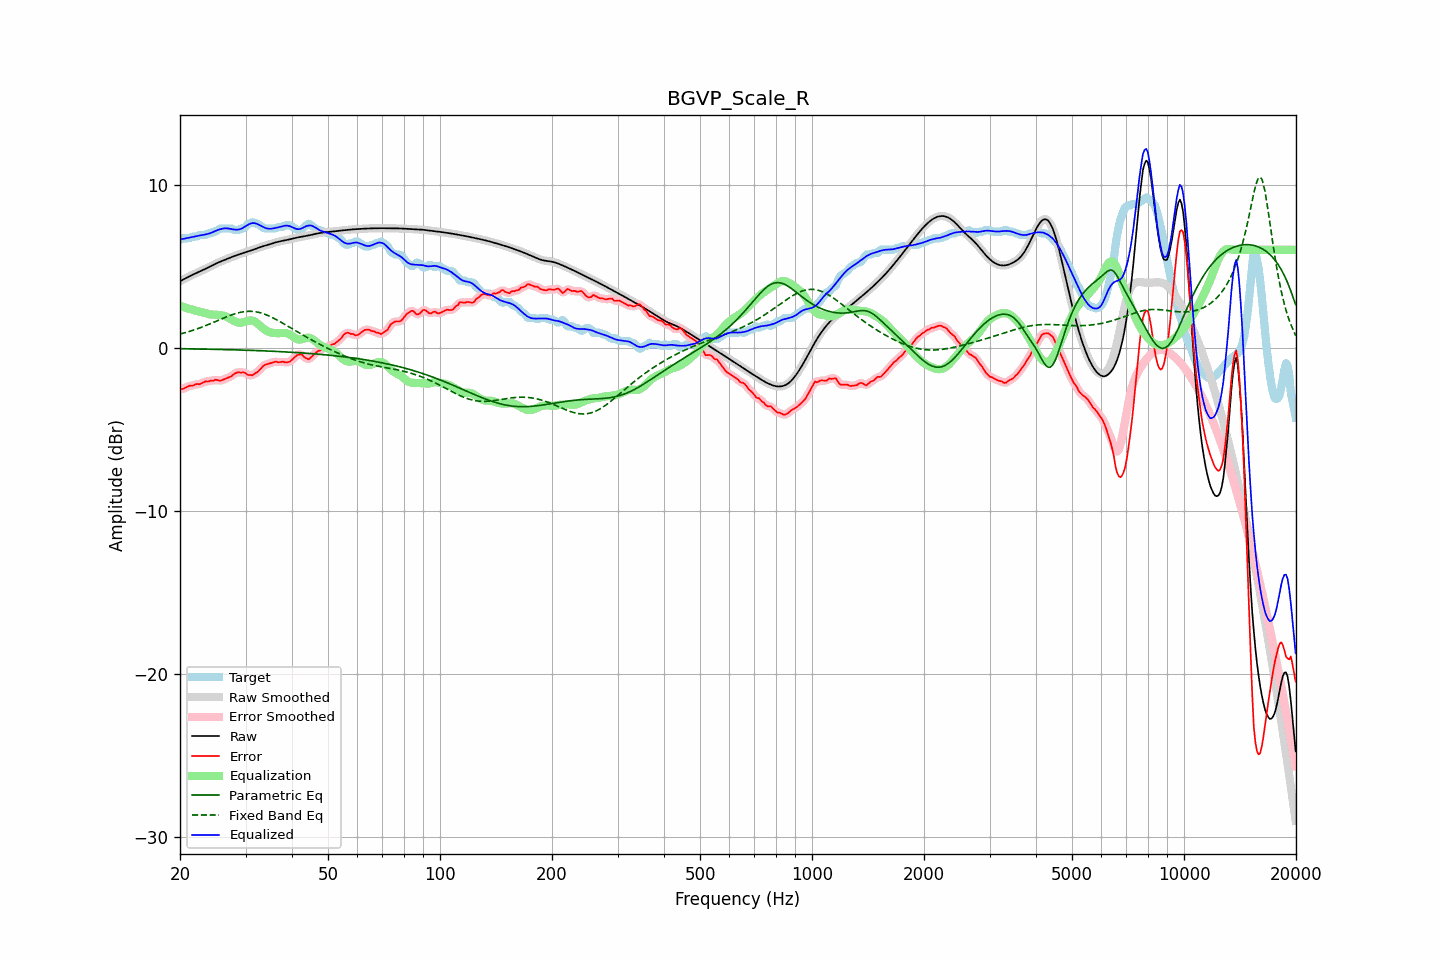 BGVP_Scale_R
Amplitude (dBr)
10
0
−10
−20
−30
Target
Raw Smoothed
Error Smoothed
Raw
Error
Equalization
Parametric Eq
Fixed Band Eq
Equalized
20 50 100 200 500 1000 2000 5000 10000 20000
Frequency (Hz)